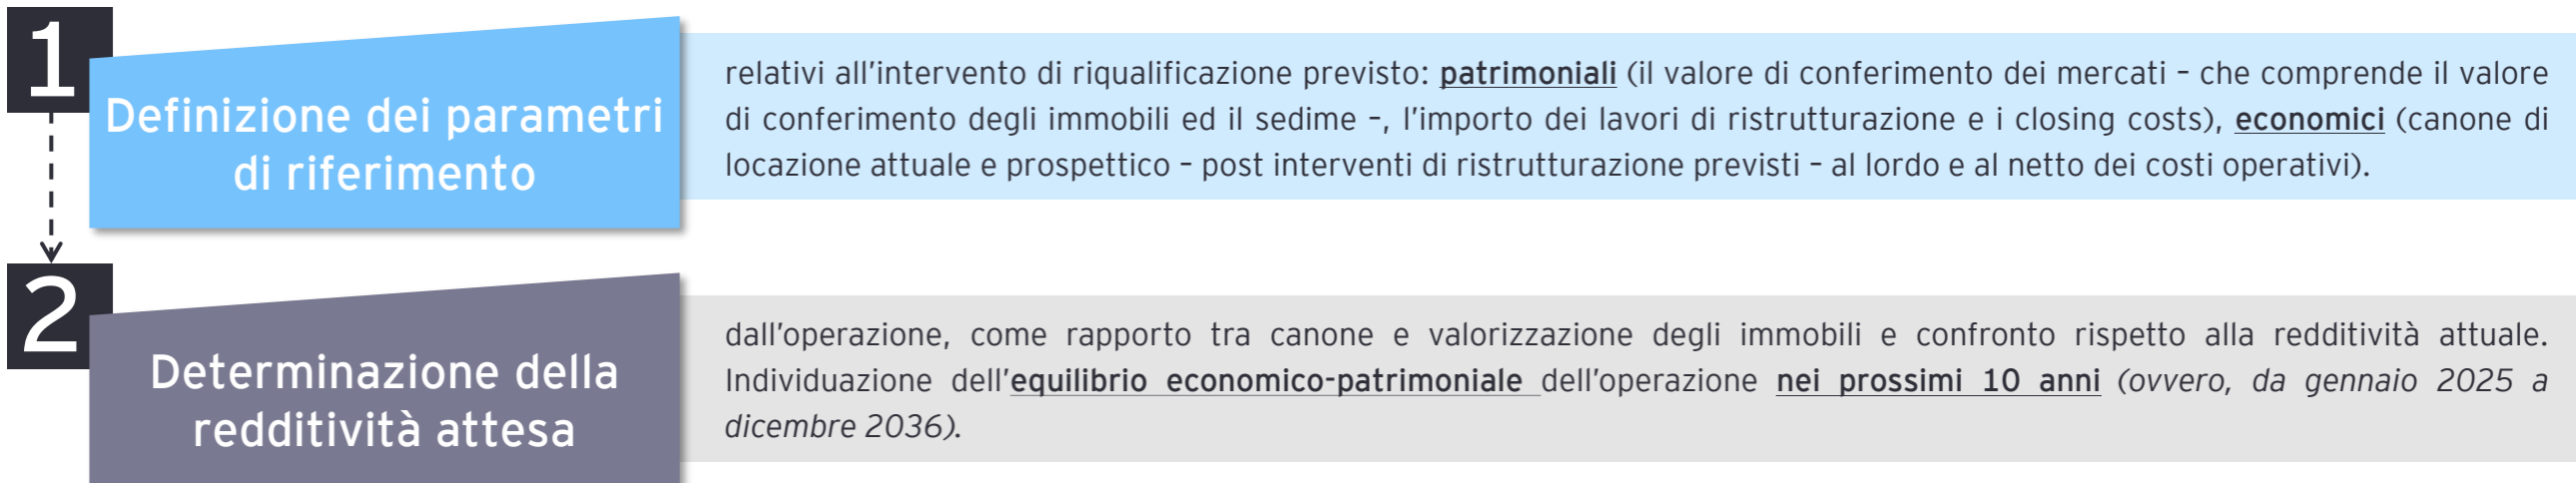 1
Definizione dei parametri
di riferimento
relativi all'intervento di riqualificazione previsto: patrimoniali (il valore di conferimento dei mercati – che comprende il valore
di conferimento degli immobili ed il sedime –, l'importo dei lavori di ristrutturazione e i closing costs), economici (canone di
locazione attuale e prospettico – post interventi di ristrutturazione previsti – al lordo e al netto dei costi operativi).
2
Determinazione della
redditività attesa
dall'operazione, come rapporto tra canone e valorizzazione degli immobili e confronto rispetto alla redditività attuale.
Individuazione dell'equilibrio economico-patrimoniale dell'operazione nei prossimi 10 anni (ovvero, da gennaio 2025 a
dicembre 2036).